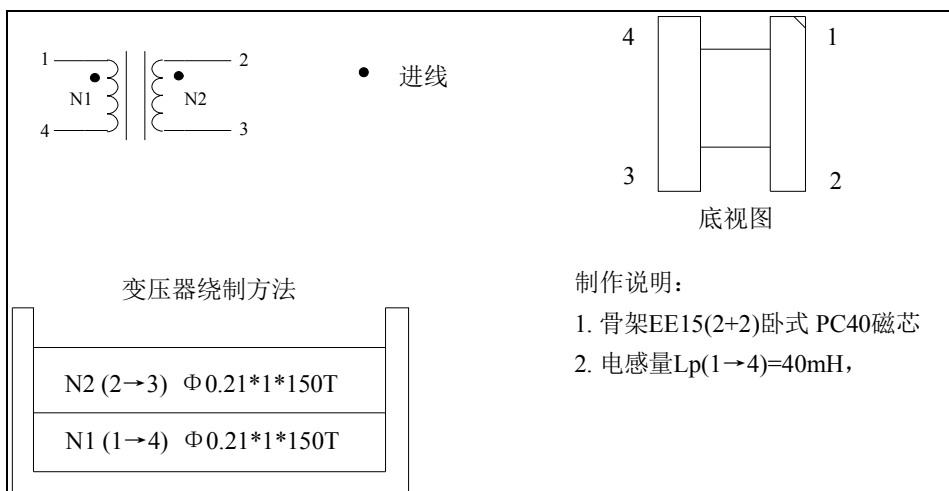 1
2
N1
N2
4
3
进线
4
1
3
2
底视图
变压器绕制方法
N2 (2→3) Φ0.21*1*150T
N1 (1→4) Φ0.21*1*150T
制作说明：
1. 骨架EE15(2+2)卧式 PC40磁芯
2. 电感量Lp(1→4)=40mH，